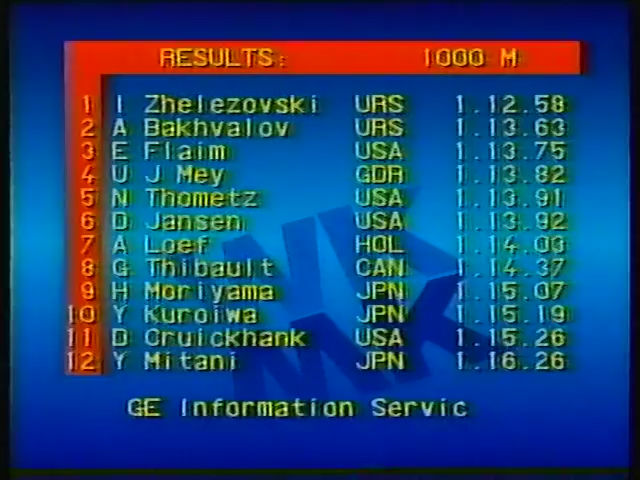 RESULTS: 1000 M
1 I Zhelezovski URS 1.12.58
2 A Bakhvalov URS 1.13.63
3 E Flaim USA 1.13.75
4 U J Mey GDR 1.13.82
5 N Thometz USA 1.13.91
6 D Jansen USA 1.13.92
7 A Loef HOL 1.14.03
8 G Thibault CAN 1.14.37
9 H Moriyama JPN 1.15.07
10 Y Kuroiwa JPN 1.15.19
11 D Cruickhank USA 1.15.26
12 Y Mitani JPN 1.16.26
GE Information Servic